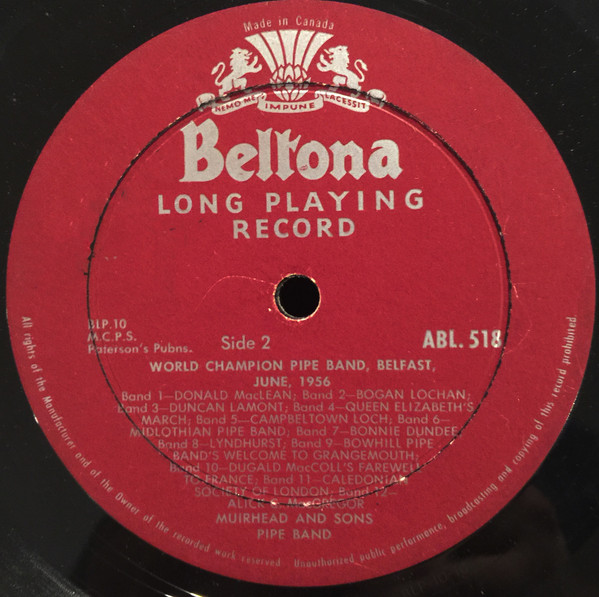 Made in Canada
NEMO ME IMPUNE LACESSIT
Beltona
LONG PLAYING
RECORD
BLP.10
M.C.P.S.
Paterson's Pubns.
Side 2
ABL. 518
WORLD CHAMPION PIPE BAND, BELFAST,
JUNE, 1956
Band 1—DONALD MacLEAN; Band 2—BOGAN LOCHAN;
Band 3—DUNCAN LAMONT; Band 4—QUEEN ELIZABETH'S
MARCH; Band 5—CAMPBELTOWN LOCH; Band 6—
MIDLOTHIAN PIPE BAND; Band 7—BONNIE DUNDEE;
Band 8—LYNDHURST; Band 9—BOWHILL PIPE
BAND'S WELCOME TO GRANGEMOUTH;
Band 10—DUGALD MacCOLL'S FAREWELL
TO FRANCE; Band 11—CALEDONIAN
SOCIETY OF LONDON; Band 12—
ALICK C. MacGREGOR
MUIRHEAD AND SONS
PIPE BAND
All rights of the Manufacturer and of the Owner of the recorded work reserved. Unauthorized public performance, broadcasting and copying of this record prohibited.